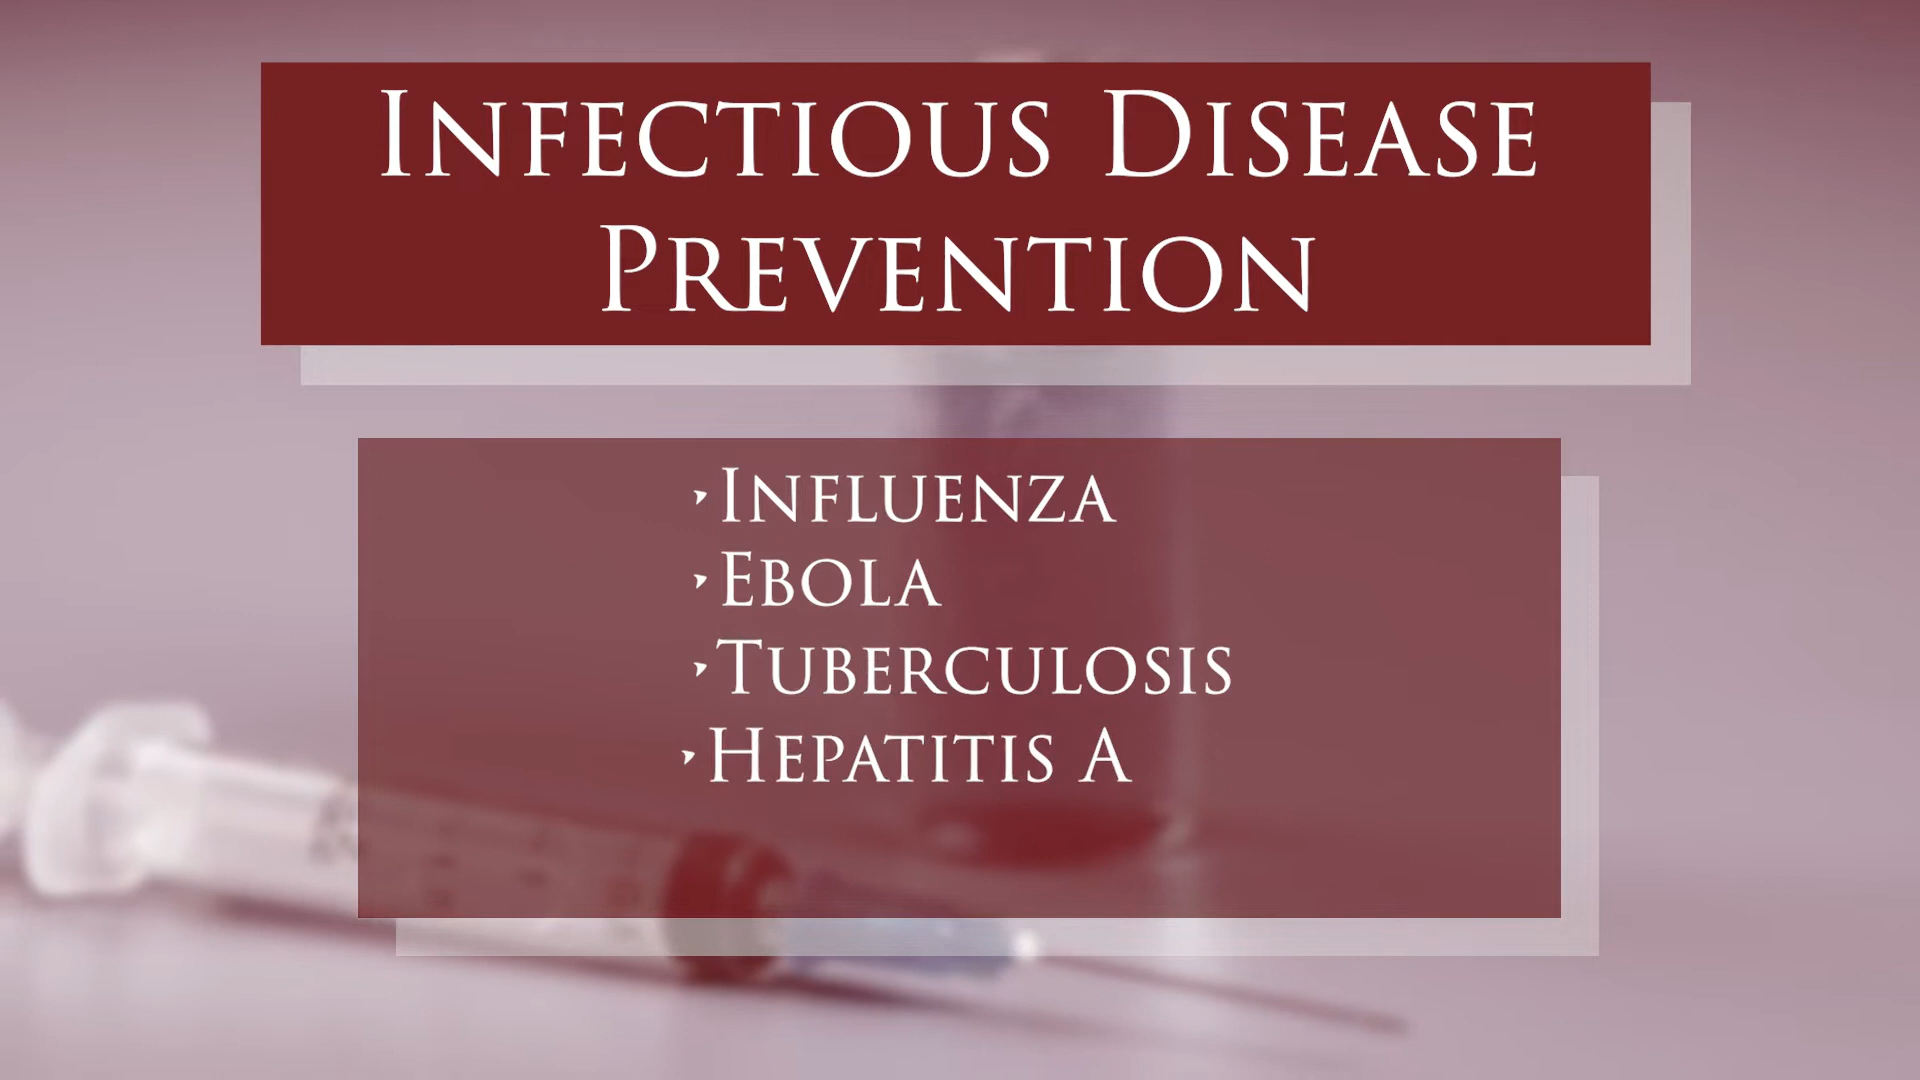 Infectious Disease
Prevention
‣Influenza
‣Ebola
‣Tuberculosis
‣Hepatitis A